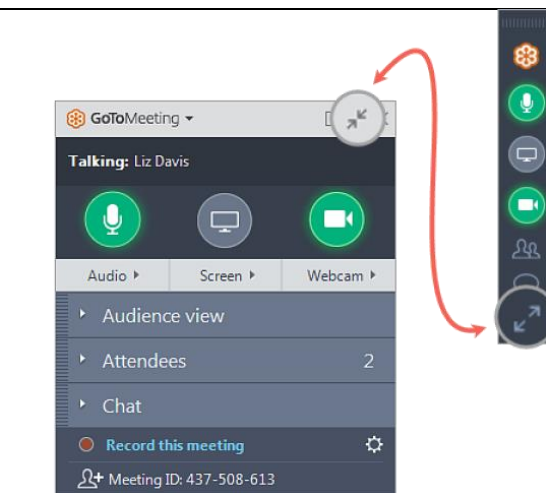 GoToMeeting
Talking: Liz Davis
Audio Screen Webcam
Audience view
Attendees 2
Chat
Record this meeting
Meeting ID: 437-508-613